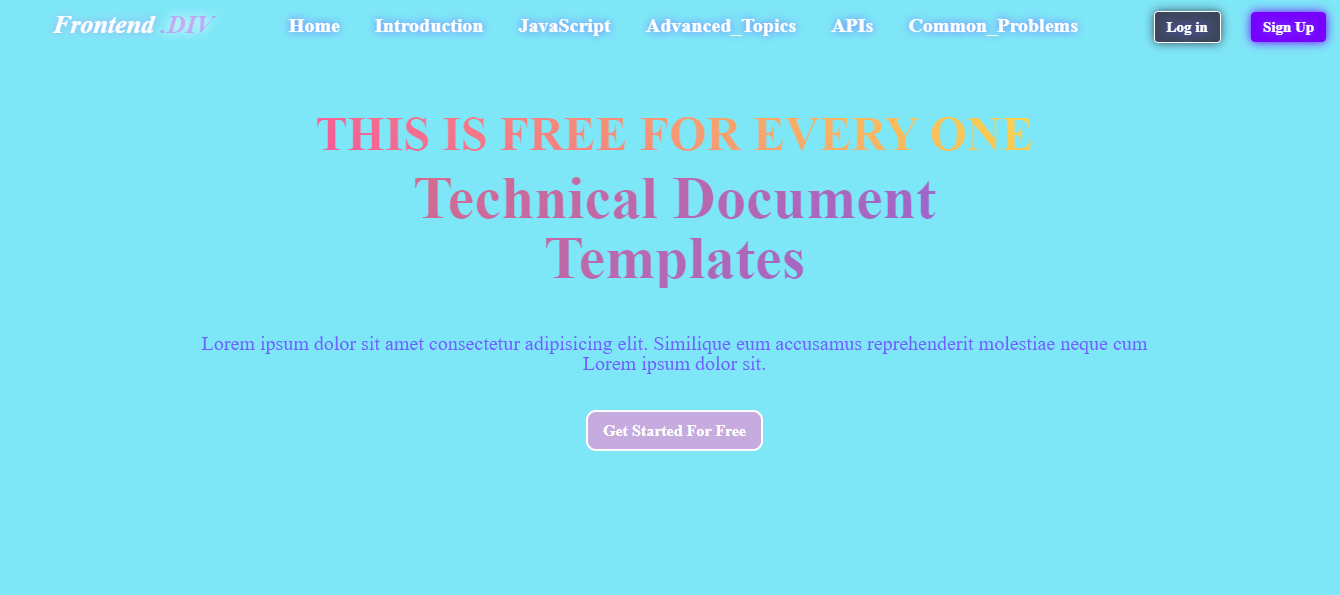 Frontend .DIV Home Introduction JavaScript Advanced_Topics APIs Common_Problems Log in Sign Up
THIS IS FREE FOR EVERY ONE
Technical Document
Templates
Lorem ipsum dolor sit amet consectetur adipisicing elit. Similique eum accusamus reprehenderit molestiae neque cum
Lorem ipsum dolor sit.
Get Started For Free